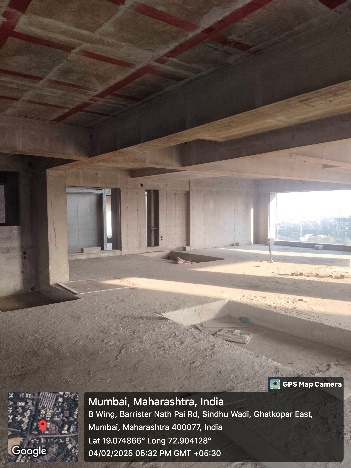 GPS Map Camera
Mumbai, Maharashtra, India
B Wing, Barrister Nath Pai Rd, Sindhu Wadi, Ghatkopar East,
Mumbai, Maharashtra 400077, India
Lat 19.074866° Long 72.904128°
04/02/2025 05:32 PM GMT +05:30
Google